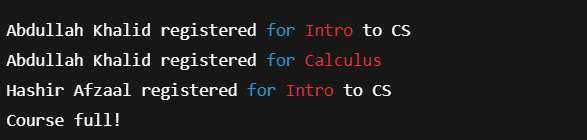 Abdullah Khalid registered for Intro to CS
Abdullah Khalid registered for Calculus
Hashir Afzaal registered for Intro to CS
Course full!